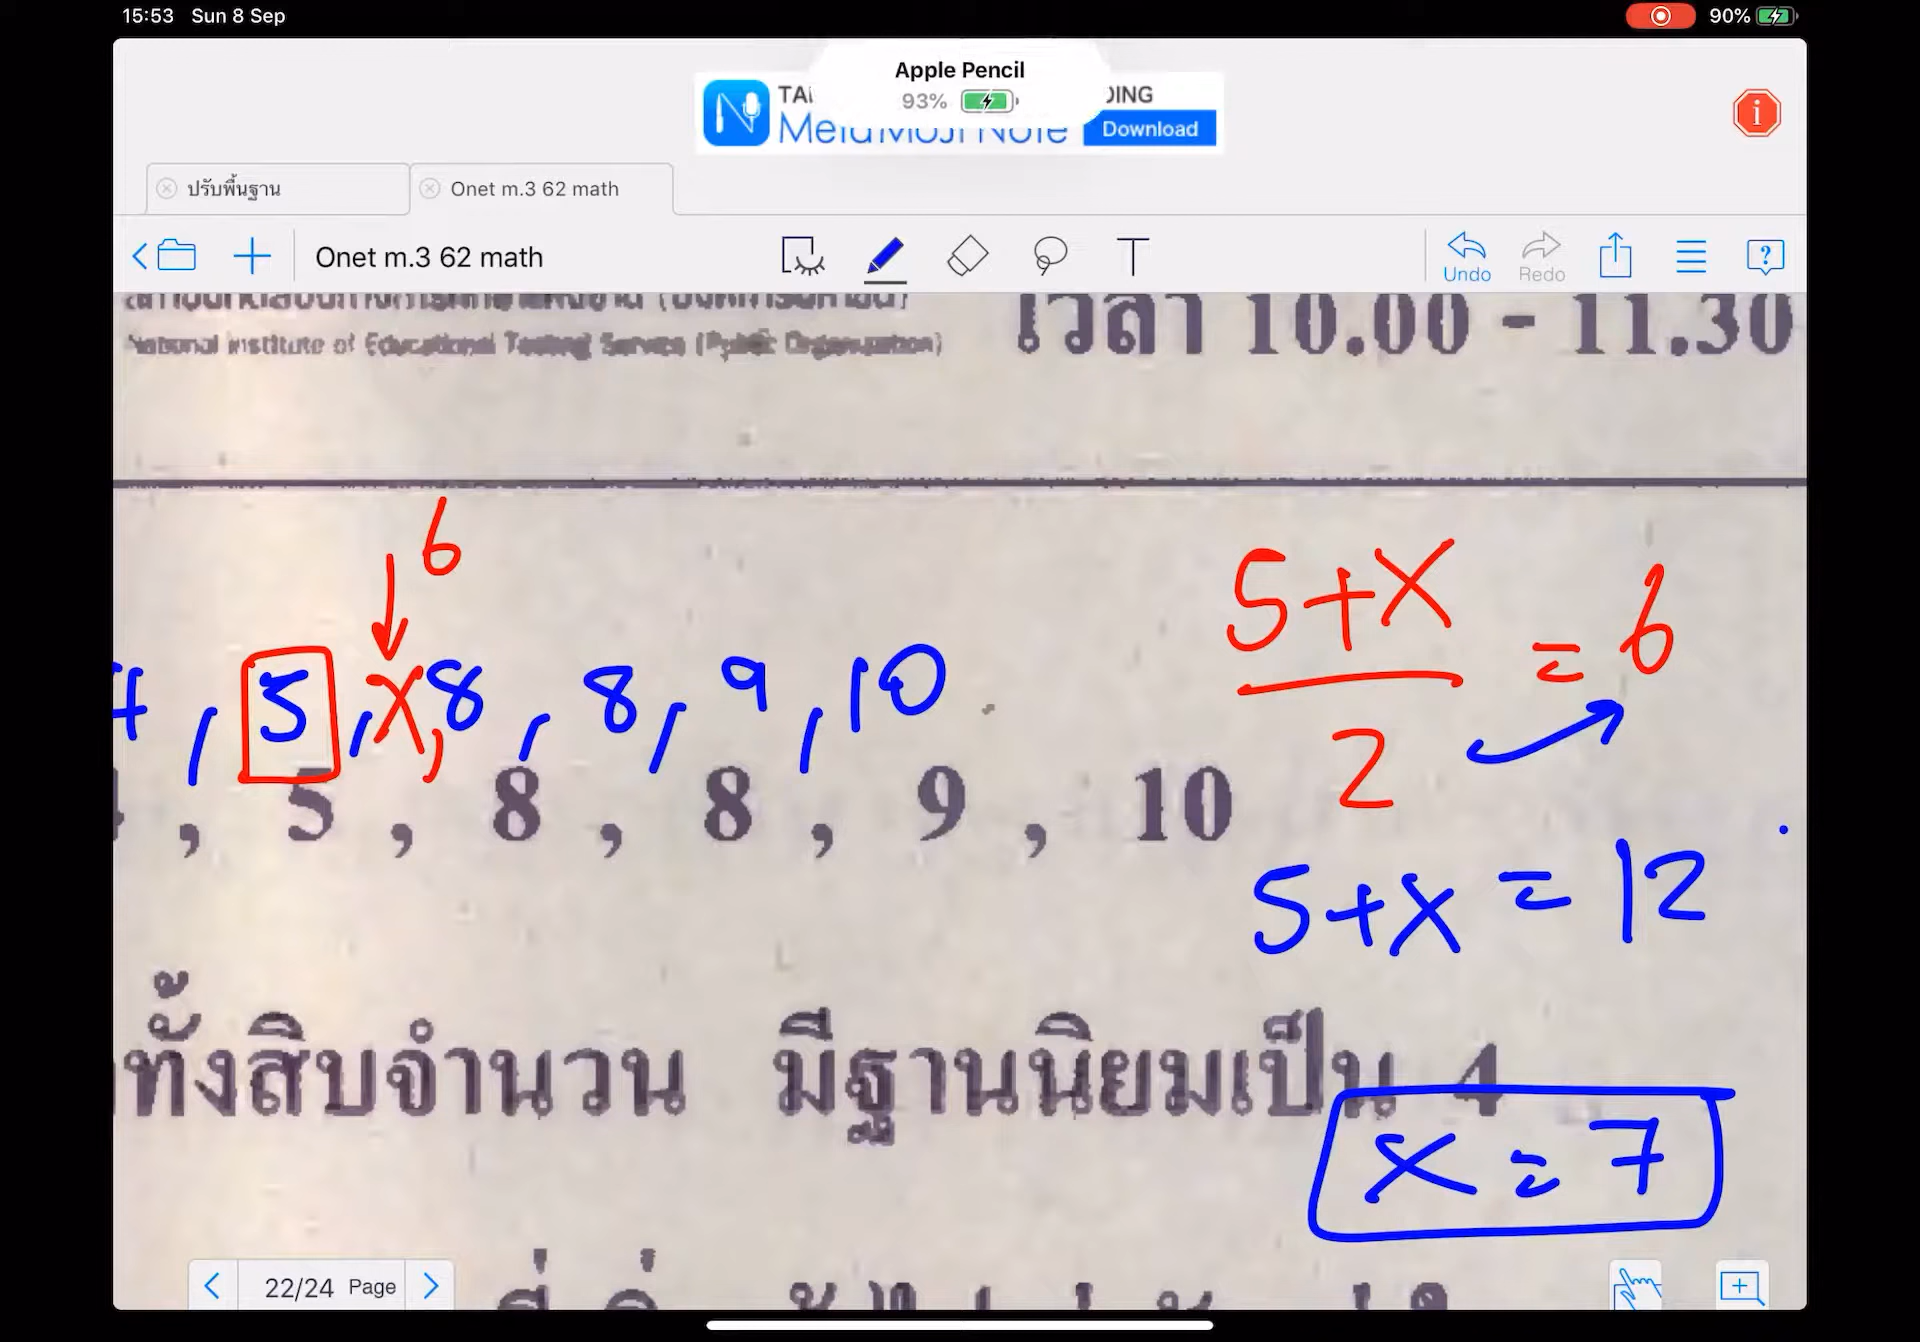 15:53 Sun 8 Sep
90%
Apple Pencil
93%
Download
ปรับพื้นฐาน
Onet m.3 62 math
Onet m.3 62 math
Undo
Redo
National Institute of Educational Testing Service (Public Organization)
เวลา 10.00 - 11.30
6
5+x
= 6
2
4 , 5 , x, 8 , 8 , 9 , 10
, 5 , 8 , 8 , 9 , 10
5+x = 12
ทั้งสิบจำนวน มีฐานนิยมเป็น 4
x = 7
22/24 Page